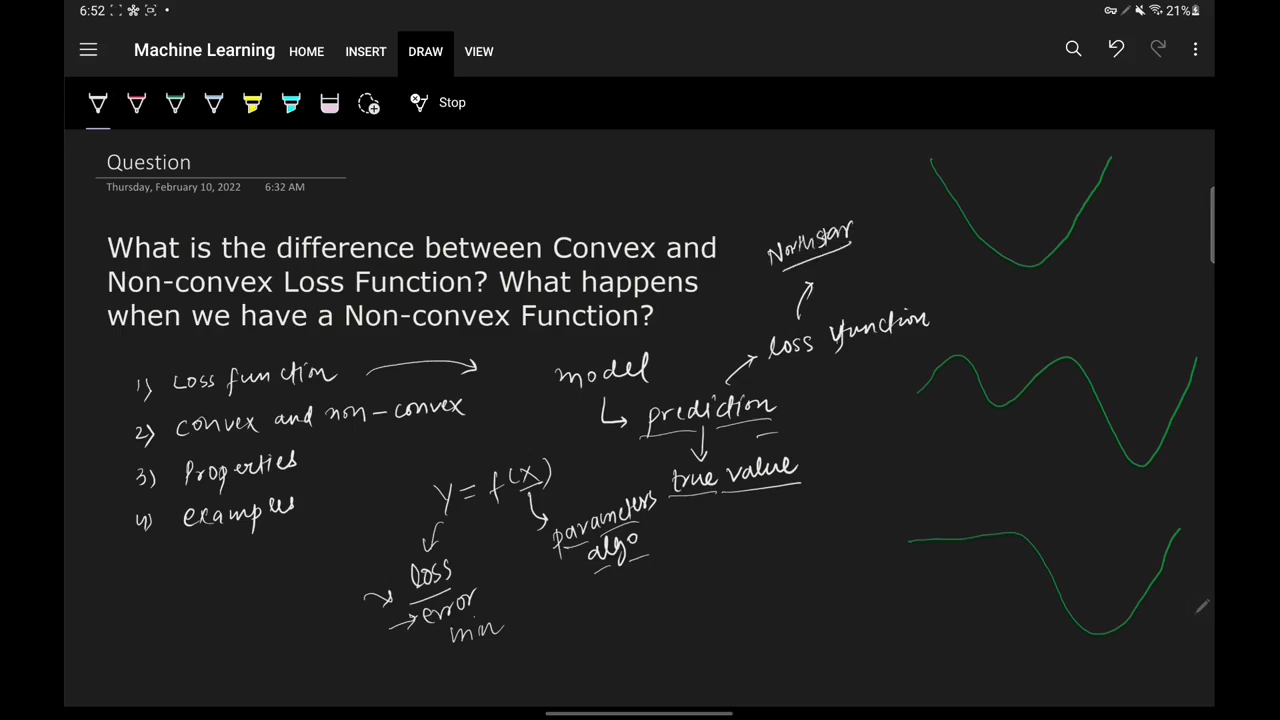 6:52
21%
Machine Learning HOME INSERT DRAW VIEW
Stop
Question
Thursday, February 10, 2022 6:32 AM
What is the difference between Convex and
Non-convex Loss Function? What happens
when we have a Non-convex Function?
1) Loss function
2) Convex and non-convex
3) Properties
4) examples
model
prediction
true value
loss function
Northstar
y = f(x)
parameters
algo
loss
error
min